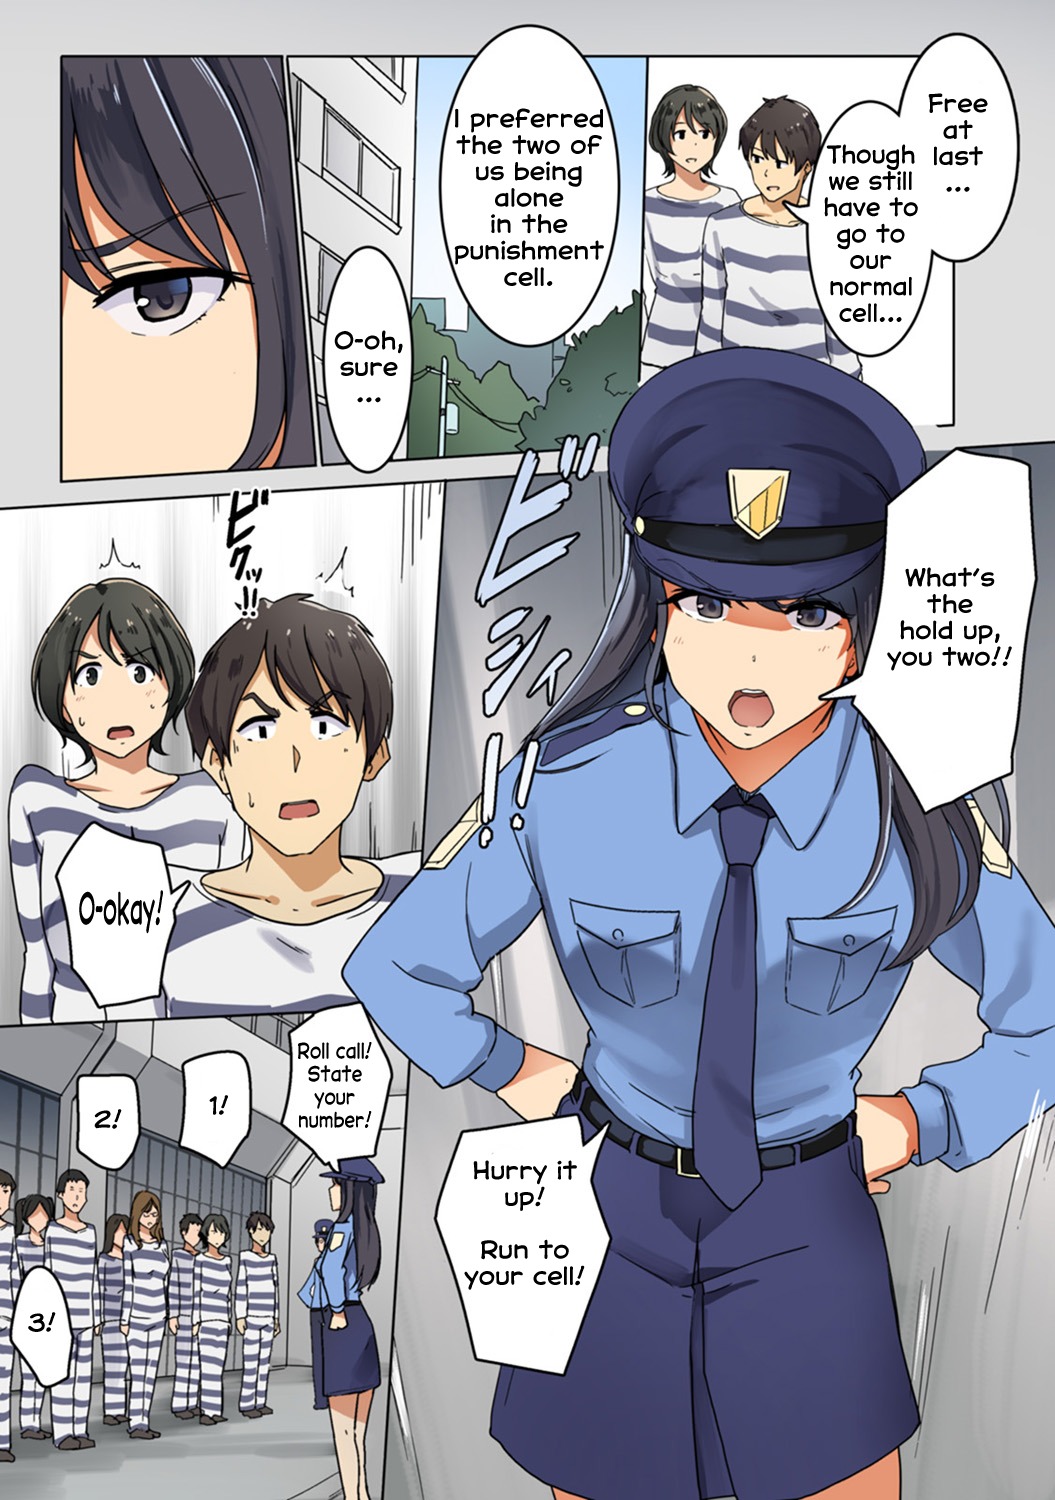 Free
at
last
...
Though
we still
have to
go to
our
normal
cell...
I preferred
the two of
us being
alone
in the
punishment
cell.
O-oh,
sure
...
What's
the
hold up,
you two!!
ビシィ!!
ビクッ!!
O-okay!
Hurry it
up!
Run to
your cell!
Roll call!
State
your
number!
1!
2!
3!